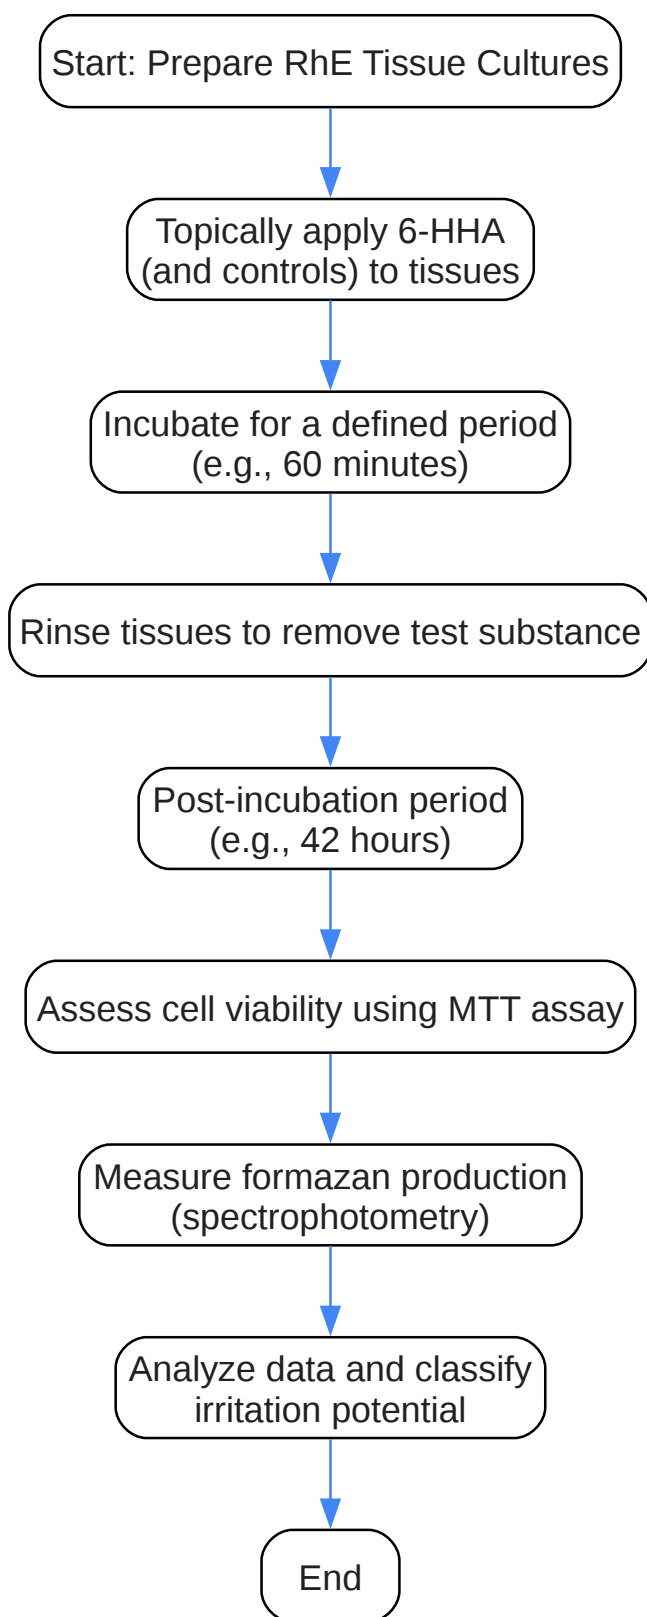 Start: Prepare RhE Tissue Cultures
Topically apply 6-HHA
(and controls) to tissues
Incubate for a defined period
(e.g., 60 minutes)
Rinse tissues to remove test substance
Post-incubation period
(e.g., 42 hours)
Assess cell viability using MTT assay
Measure formazan production
(spectrophotometry)
Analyze data and classify
irritation potential
End